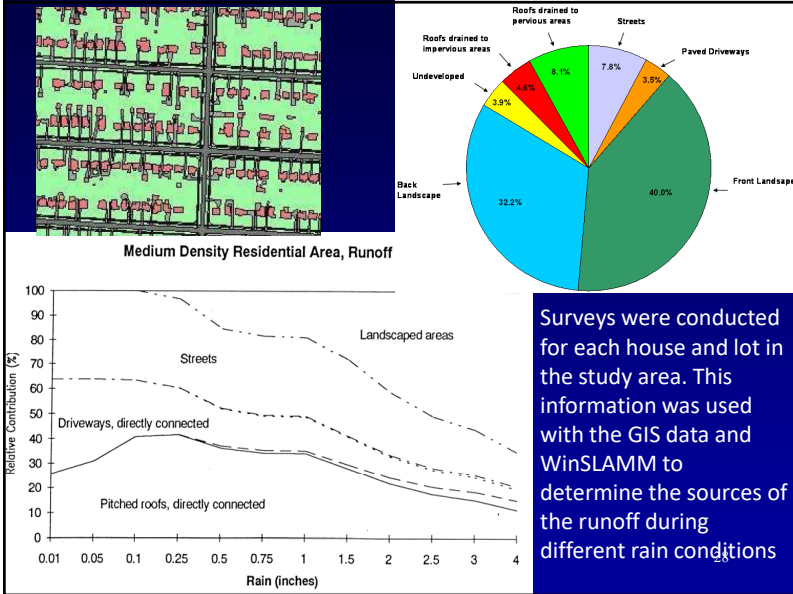 Roofs drained to
pervious areas
Streets
Roofs drained to
impervious areas
Paved Driveways
Undeveloped
8.1%
7.8%
4.6%
3.5%
3.9%
Back
Landscape
32.2%
40.0%
Front Landsape
Medium Density Residential Area, Runoff
Relative Contribution (%)
100
90
80
70
60
50
40
30
20
10
0
Landscaped areas
Streets
Driveways, directly connected
Pitched roofs, directly connected
0.01 0.05 0.1 0.25 0.5 0.75 1 1.5 2 2.5 3 4
Rain (inches)
Surveys were conducted
for each house and lot in
the study area. This
information was used
with the GIS data and
WinSLAMM to
determine the sources of
the runoff during
different rain conditions
28